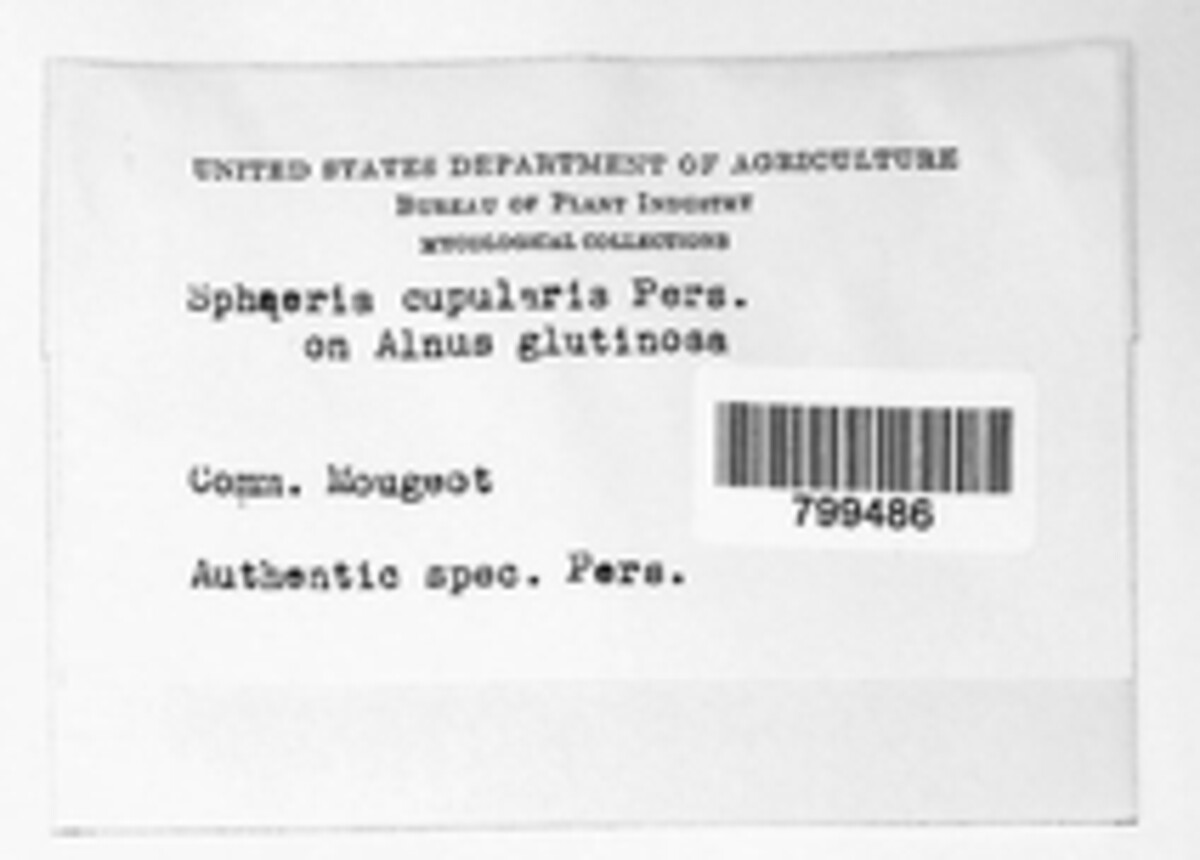 UNITED STATES DEPARTMENT OF AGRICULTURE
BUREAU OF PLANT INDUSTRY
MYCOLOGICAL COLLECTIONS
Sphaeria cupularis Pers.
on Alnus glutinosa
Comm. Mougeot
799486
Authentic spec. Pers.